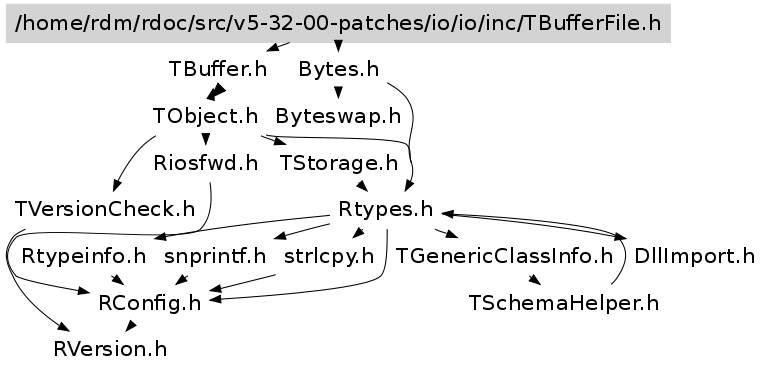 /home/rdm/rdoc/src/v5-32-00-patches/io/io/inc/TBufferFile.h
TBuffer.h
Bytes.h
TObject.h
Byteswap.h
Riosfwd.h
TStorage.h
TVersionCheck.h
Rtypes.h
Rtypeinfo.h
snprintf.h
strlcpy.h
TGenericClassInfo.h
DllImport.h
RConfig.h
TSchemaHelper.h
RVersion.h